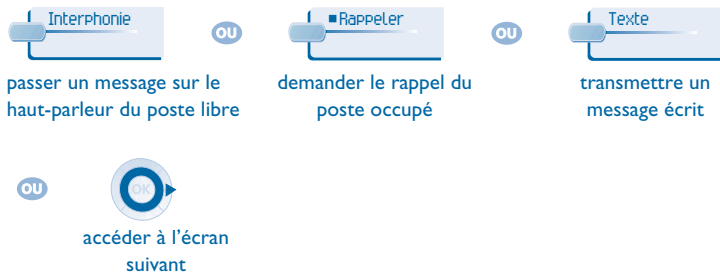 Interphonie OU ■Rappeler OU Texte
passer un message sur le demander le rappel du transmettre un
haut-parleur du poste libre poste occupé message écrit
OU OK
accéder à l'écran
suivant